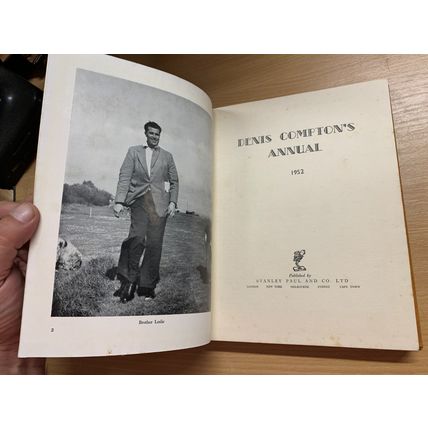 2
Brother Leslie
DENIS COMPTON'S
ANNUAL
1952
Published by
STANLEY PAUL AND CO. LTD
LONDON NEW YORK MELBOURNE SYDNEY CAPE TOWN